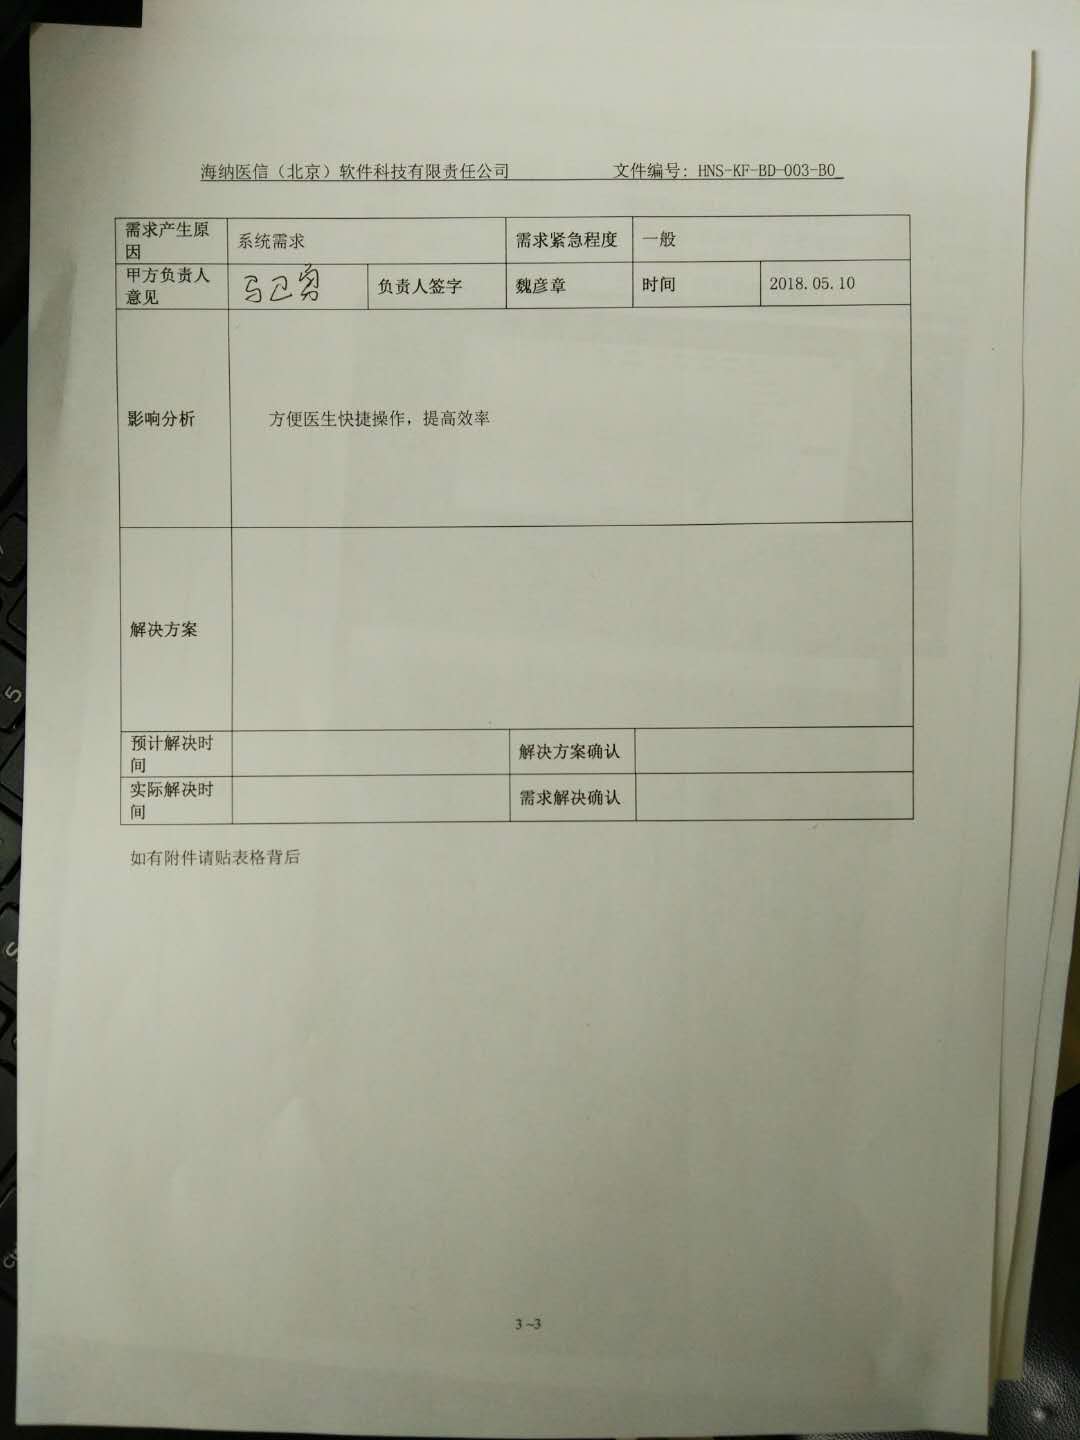 海纳医信（北京）软件科技有限责任公司 文件编号: HNS-KF-BD-003-B0
需求产生原因 系统需求 需求紧急程度 一般
甲方负责人意见 马卫勇 负责人签字 魏彦章 时间 2018.05.10
影响分析 方便医生快捷操作，提高效率
解决方案
预计解决时间 解决方案确认
实际解决时间 需求解决确认
如有附件请贴表格背后
3~3
5